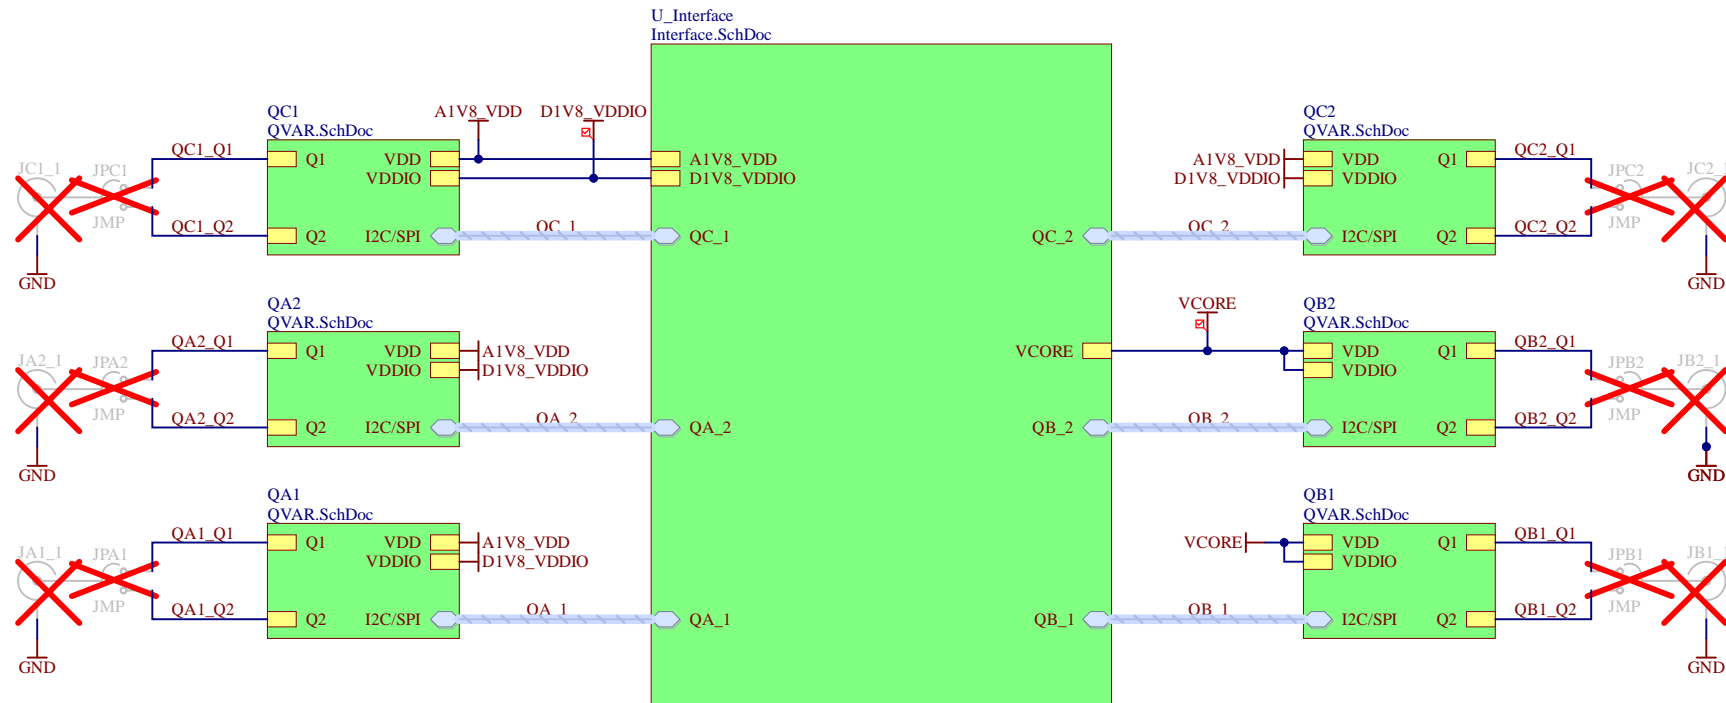 U_Interface
Interface.SchDoc
QC1
QVAR.SchDoc
A1V8_VDD
D1V8_VDDIO
QC2
QVAR.SchDoc
JC1_1
JPC1
JMP
QC1_Q1
QC1_Q2
Q1
Q2
VDD
VDDIO
I2C/SPI
QC_1
A1V8_VDD
D1V8_VDDIO
QC_1
QC_2
QC_2
A1V8_VDD
D1V8_VDDIO
VDD
VDDIO
I2C/SPI
Q1
Q2
QC2_Q1
QC2_Q2
JPC2
JMP
JC2_1
GND
GND
QA2
QVAR.SchDoc
VCORE
QB2
QVAR.SchDoc
JA2_1
JPA2
JMP
QA2_Q1
QA2_Q2
Q1
Q2
VDD
VDDIO
I2C/SPI
A1V8_VDD
D1V8_VDDIO
QA_2
QA_2
VCORE
QB_2
QB_2
VDD
VDDIO
I2C/SPI
Q1
Q2
QB2_Q1
QB2_Q2
JPB2
JMP
JB2_1
GND
GND
QA1
QVAR.SchDoc
QB1
QVAR.SchDoc
JA1_1
JPA1
JMP
QA1_Q1
QA1_Q2
Q1
Q2
VDD
VDDIO
I2C/SPI
A1V8_VDD
D1V8_VDDIO
QA_1
QA_1
QB_1
QB_1
VCORE
VDD
VDDIO
I2C/SPI
Q1
Q2
QB1_Q1
QB1_Q2
JPB1
JMP
JB1_1
GND
GND